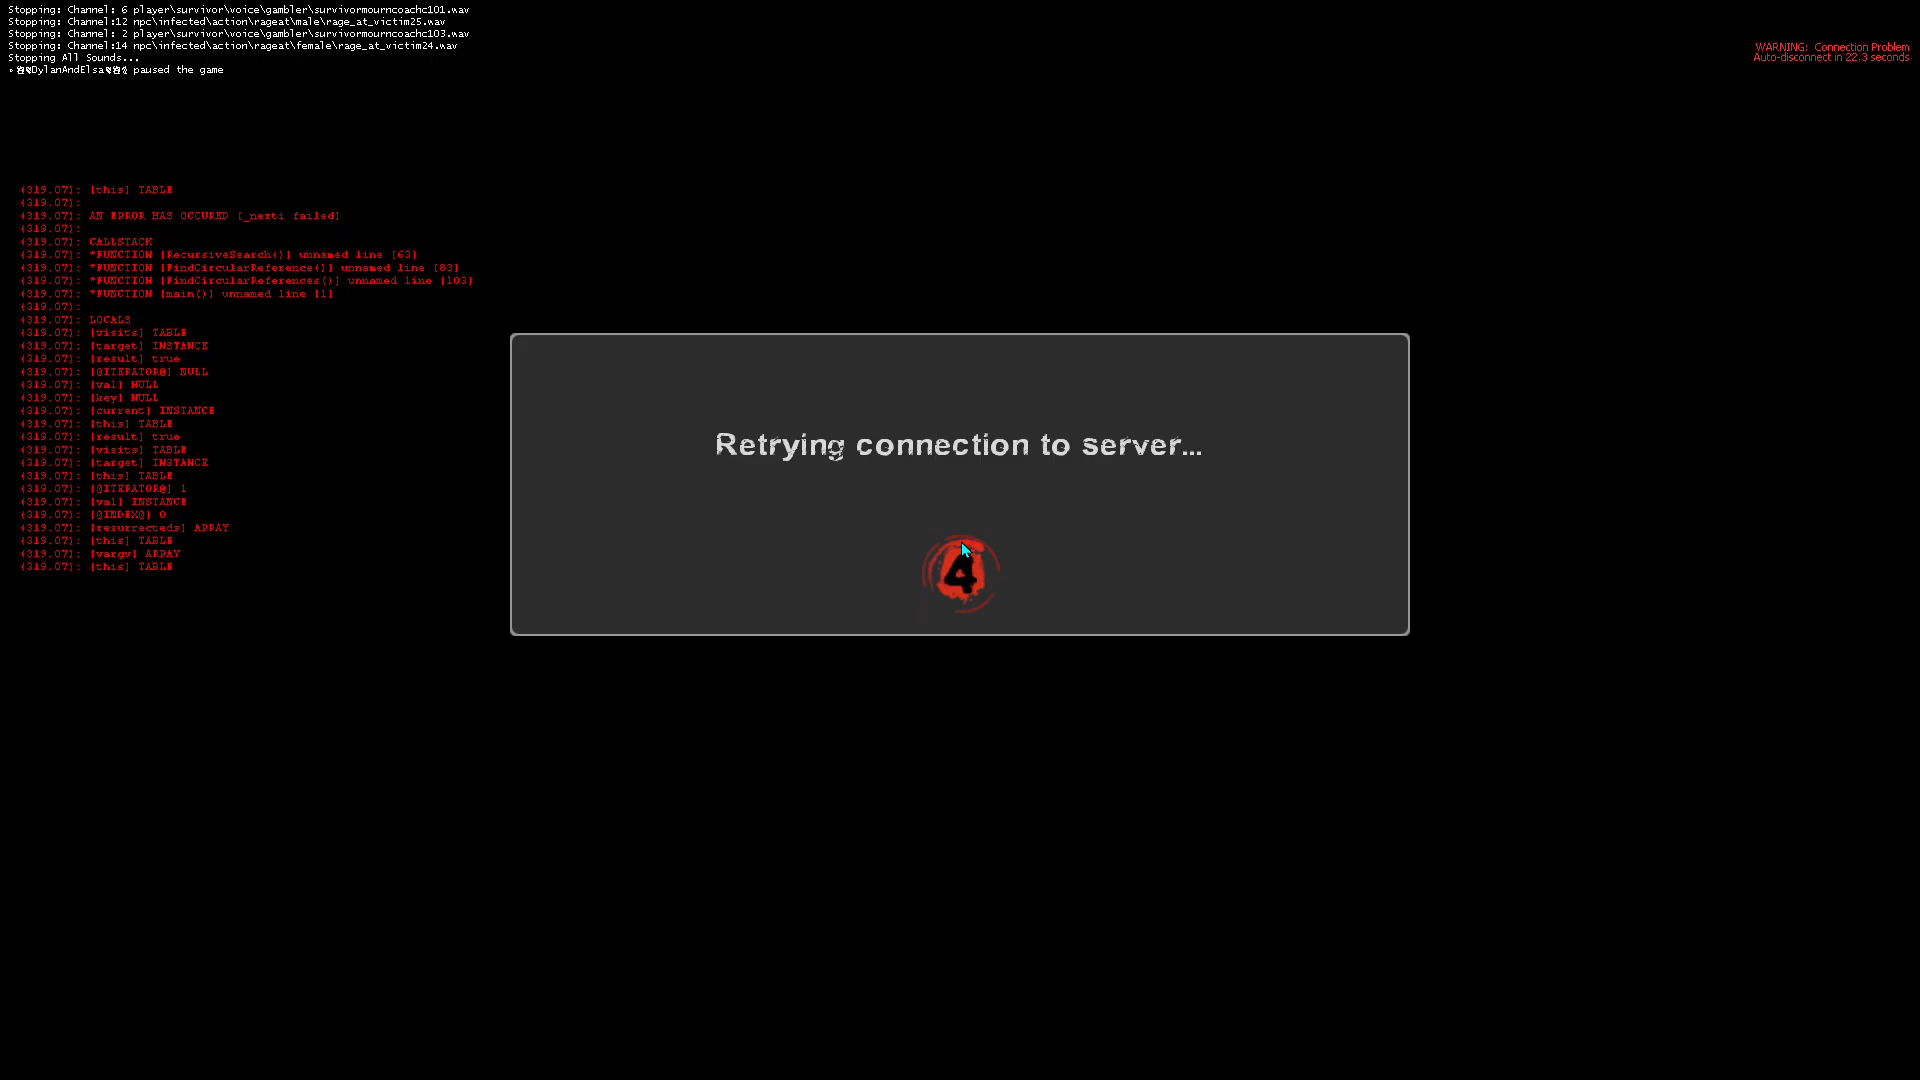 Stopping: Channel: 6 player\survivor\voice\gambler\survivormourncoachc101.wav
Stopping: Channel:12 npc\infected\action\rageat\male\rage_at_victim25.wav
Stopping: Channel: 2 player\survivor\voice\gambler\survivormourncoachc103.wav
Stopping: Channel:14 npc\infected\action\rageat\female\rage_at_victim24.wav
Stopping All Sounds...
DylanAndElsa paused the game
WARNING: Connection Problem
Auto-disconnect in 22.3 seconds
(319.07): [this] TABLE
(319.07):
(319.07): AN ERROR HAS OCCURED [_nexti failed]
(319.07):
(319.07): CALLSTACK
(319.07): *FUNCTION [RecursiveSearch()] unnamed line [63]
(319.07): *FUNCTION [FindCircularReference()] unnamed line [83]
(319.07): *FUNCTION [FindCircularReferences()] unnamed line [103]
(319.07): *FUNCTION [main()] unnamed line [1]
(319.07):
(319.07): LOCALS
(319.07): [visits] TABLE
(319.07): [target] INSTANCE
(319.07): [result] true
(319.07): [@ITERATOR@] NULL
(319.07): [val] NULL
(319.07): [key] NULL
(319.07): [current] INSTANCE
(319.07): [this] TABLE
(319.07): [result] true
(319.07): [visits] TABLE
(319.07): [target] INSTANCE
(319.07): [this] TABLE
(319.07): [@ITERATOR@] 1
(319.07): [val] INSTANCE
(319.07): [@INDEX@] 0
(319.07): [resurrecteds] ARRAY
(319.07): [this] TABLE
(319.07): [vargv] ARRAY
(319.07): [this] TABLE
Retrying connection to server...
4